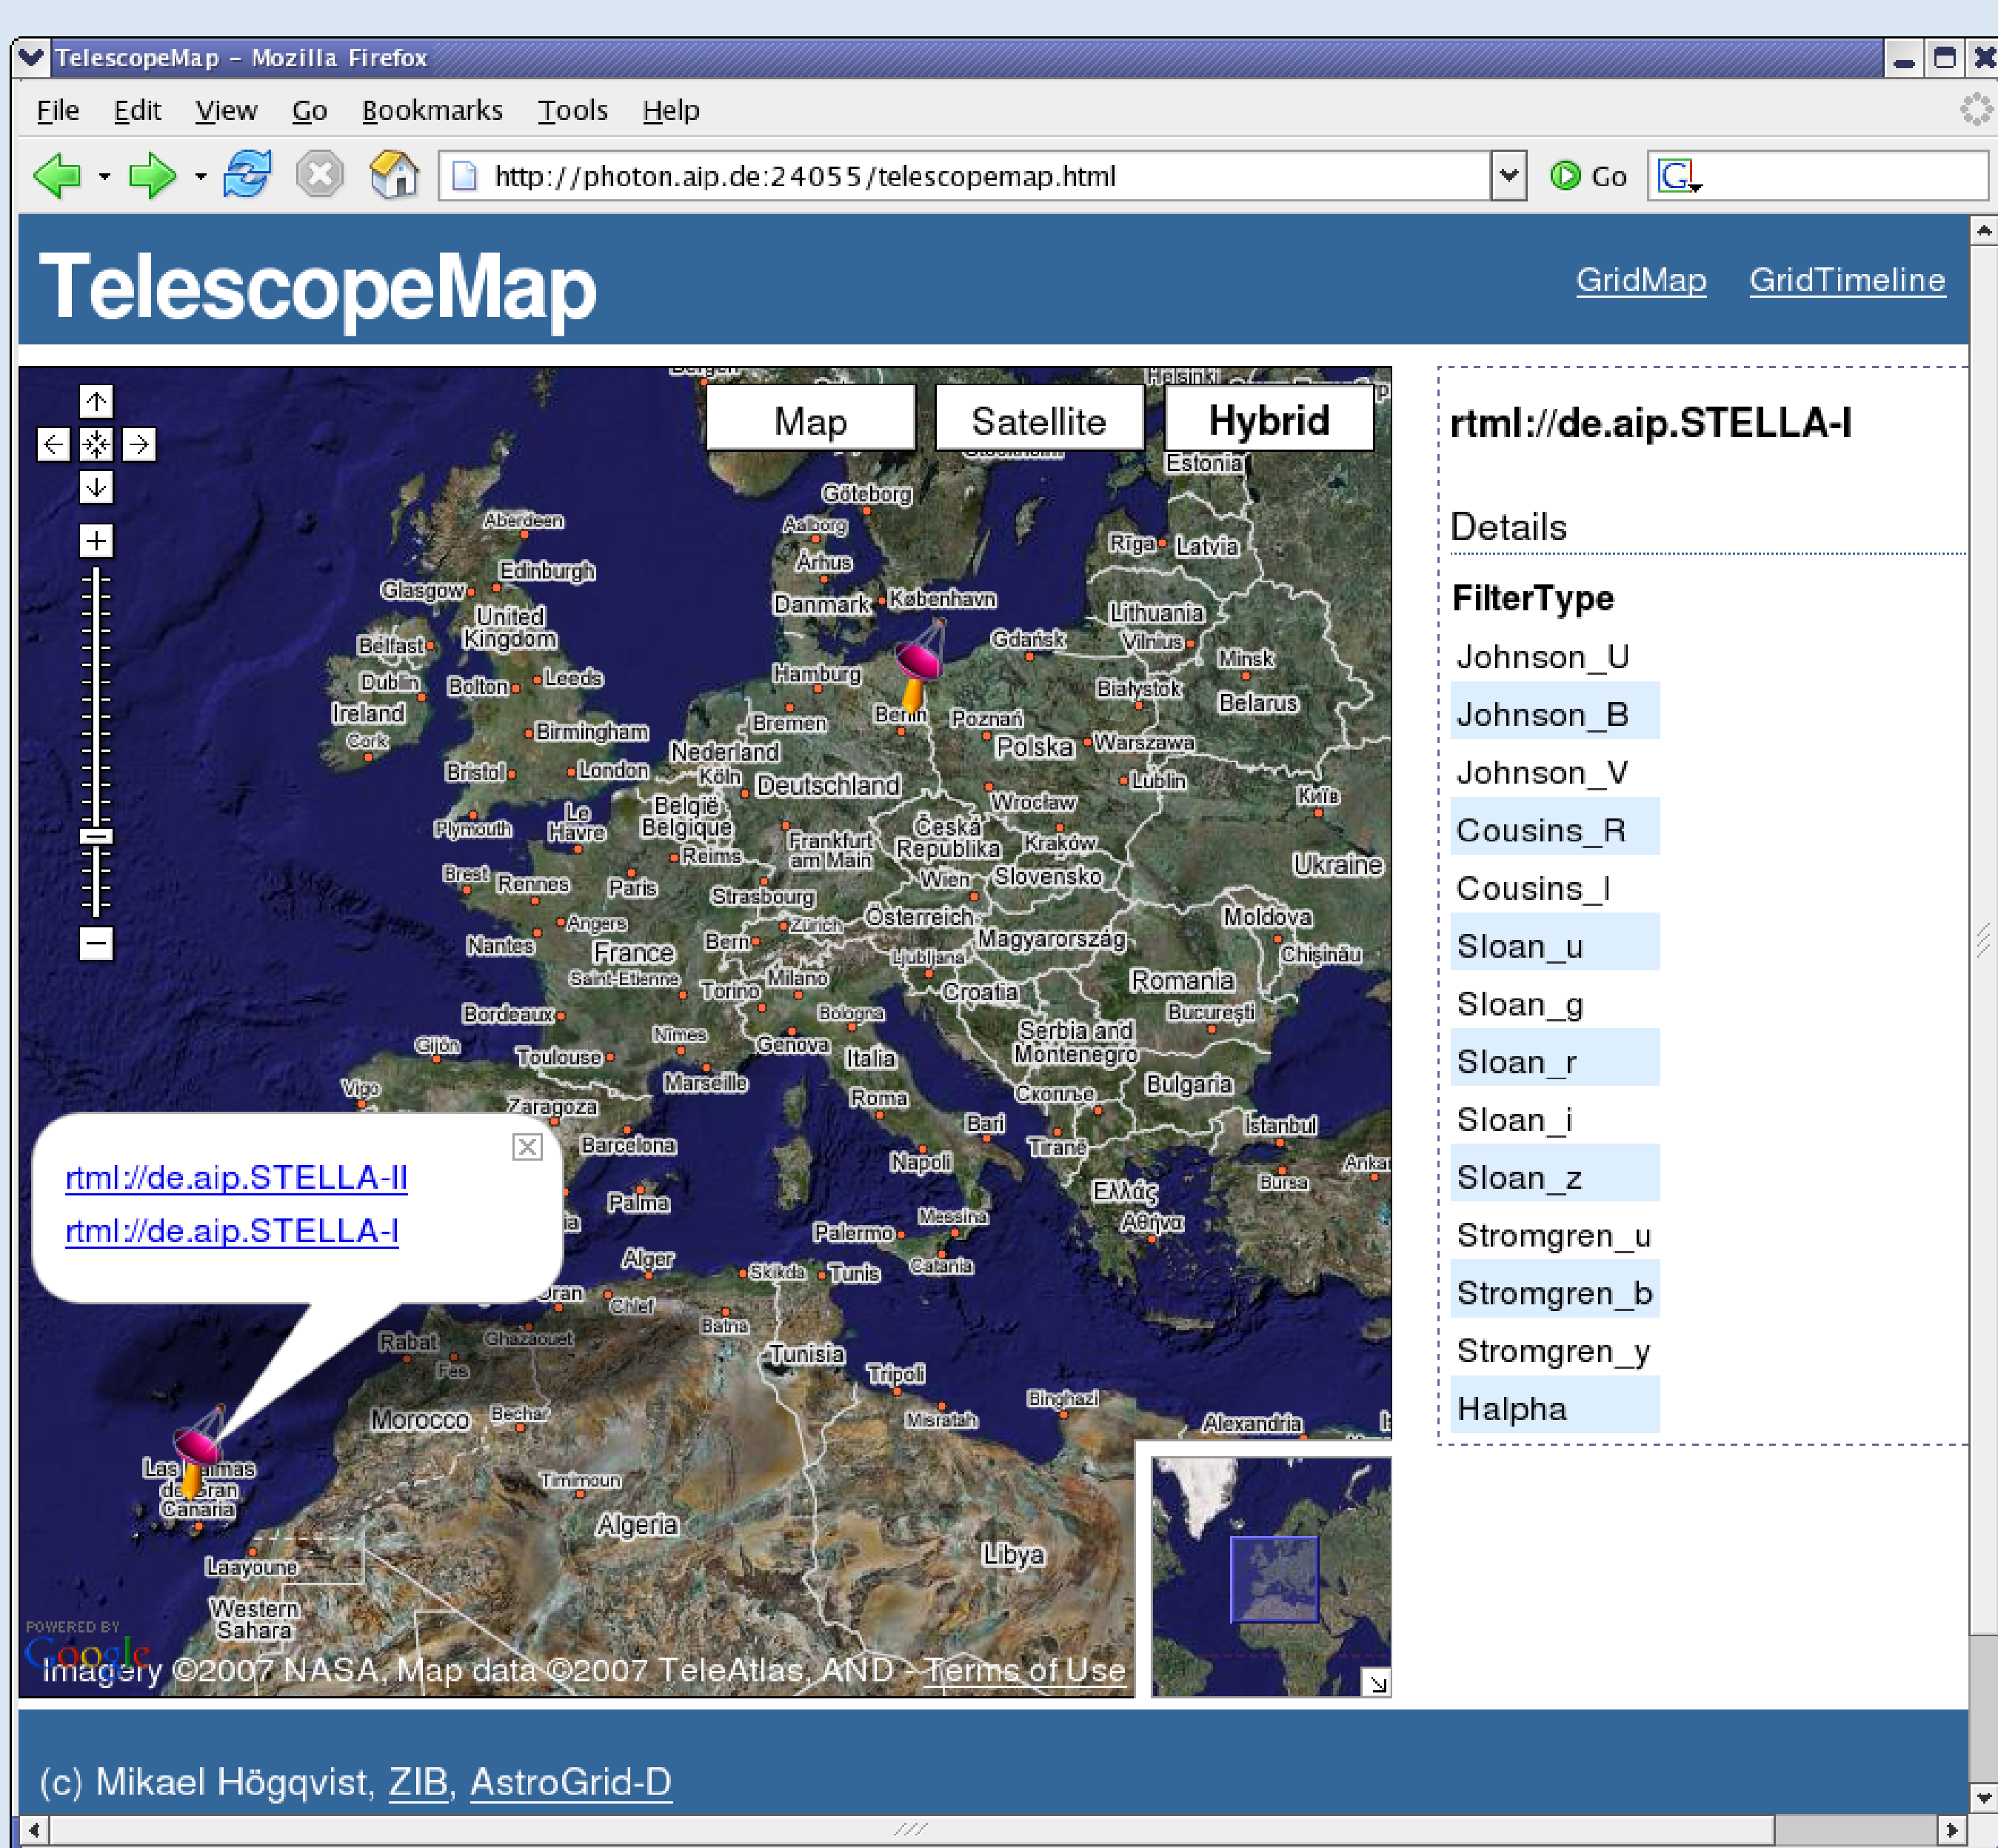 TelescopeMap - Mozilla Firefox
File Edit View Go Bookmarks Tools Help
http://photon.aip.de:24055/telescopemap.html
Go
TelescopeMap
GridMap GridTimeline
Map Satellite Hybrid
Estonia
Göteborg
Aberdeen
Aalborg
Rīga Latvia
Århus
Edinburgh
Glasgow
Danmark København
United
Kingdom
Lithuania
Belfast
Gdańsk Vilnius
Minsk
Dublin
Bolton Leeds
Hamburg
Białystok
Belarus
Ireland
Bremen
Berlin Poznań
Cork
Birmingham
Nederland
Polska Warszawa
Bristol London
Köln Deutschland
Lublin
België
Belgique
Wrocław
Київ
Plymouth
Le
Havre
Frankfurt
am Main
Česká
Republika
Kraków
Reims
Ukraine
Brest Rennes Paris
Strasbourg
Wien Slovensko
Angers
Zürich
Österreich
Moldova
Nantes
France
Bern
Magyarország
Chişinău
Saint-Etienne
Torino Milano
Ljubljana
Croatia
Romania
Bordeaux
Bologna
Bucureşti
Gijón
Toulouse
Nîmes
Genova
Italia
Serbia and
Montenegro
Vigo
Marseille
Скопље
Bulgaria
Zaragoza
Roma
Bari
İstanbul
Barcelona
Napoli
Tiranë
Bursa
Palma
Ελλάς
Palermo
Messina
Αθήνα
Alger
Skikda Tunis
Catania
Chlef
Batna
Rabat
Ghazaouet
Fes
Tunisia
Tripoli
Morocco
Bechar
Misratah
Binghazi
Alexandria
Las Palmas
de Gran
Canaria
Timimoun
Algeria
Libya
Laayoune
Western
Sahara
rtml://de.aip.STELLA-II
rtml://de.aip.STELLA-I
POWERED BY
Google
Imagery ©2007 NASA, Map data ©2007 TeleAtlas, AND - Terms of Use
rtml://de.aip.STELLA-I
Details
FilterType
Johnson_U
Johnson_B
Johnson_V
Cousins_R
Cousins_I
Sloan_u
Sloan_g
Sloan_r
Sloan_i
Sloan_z
Stromgren_u
Stromgren_b
Stromgren_y
Halpha
(c) Mikael Högqvist, ZIB, AstroGrid-D